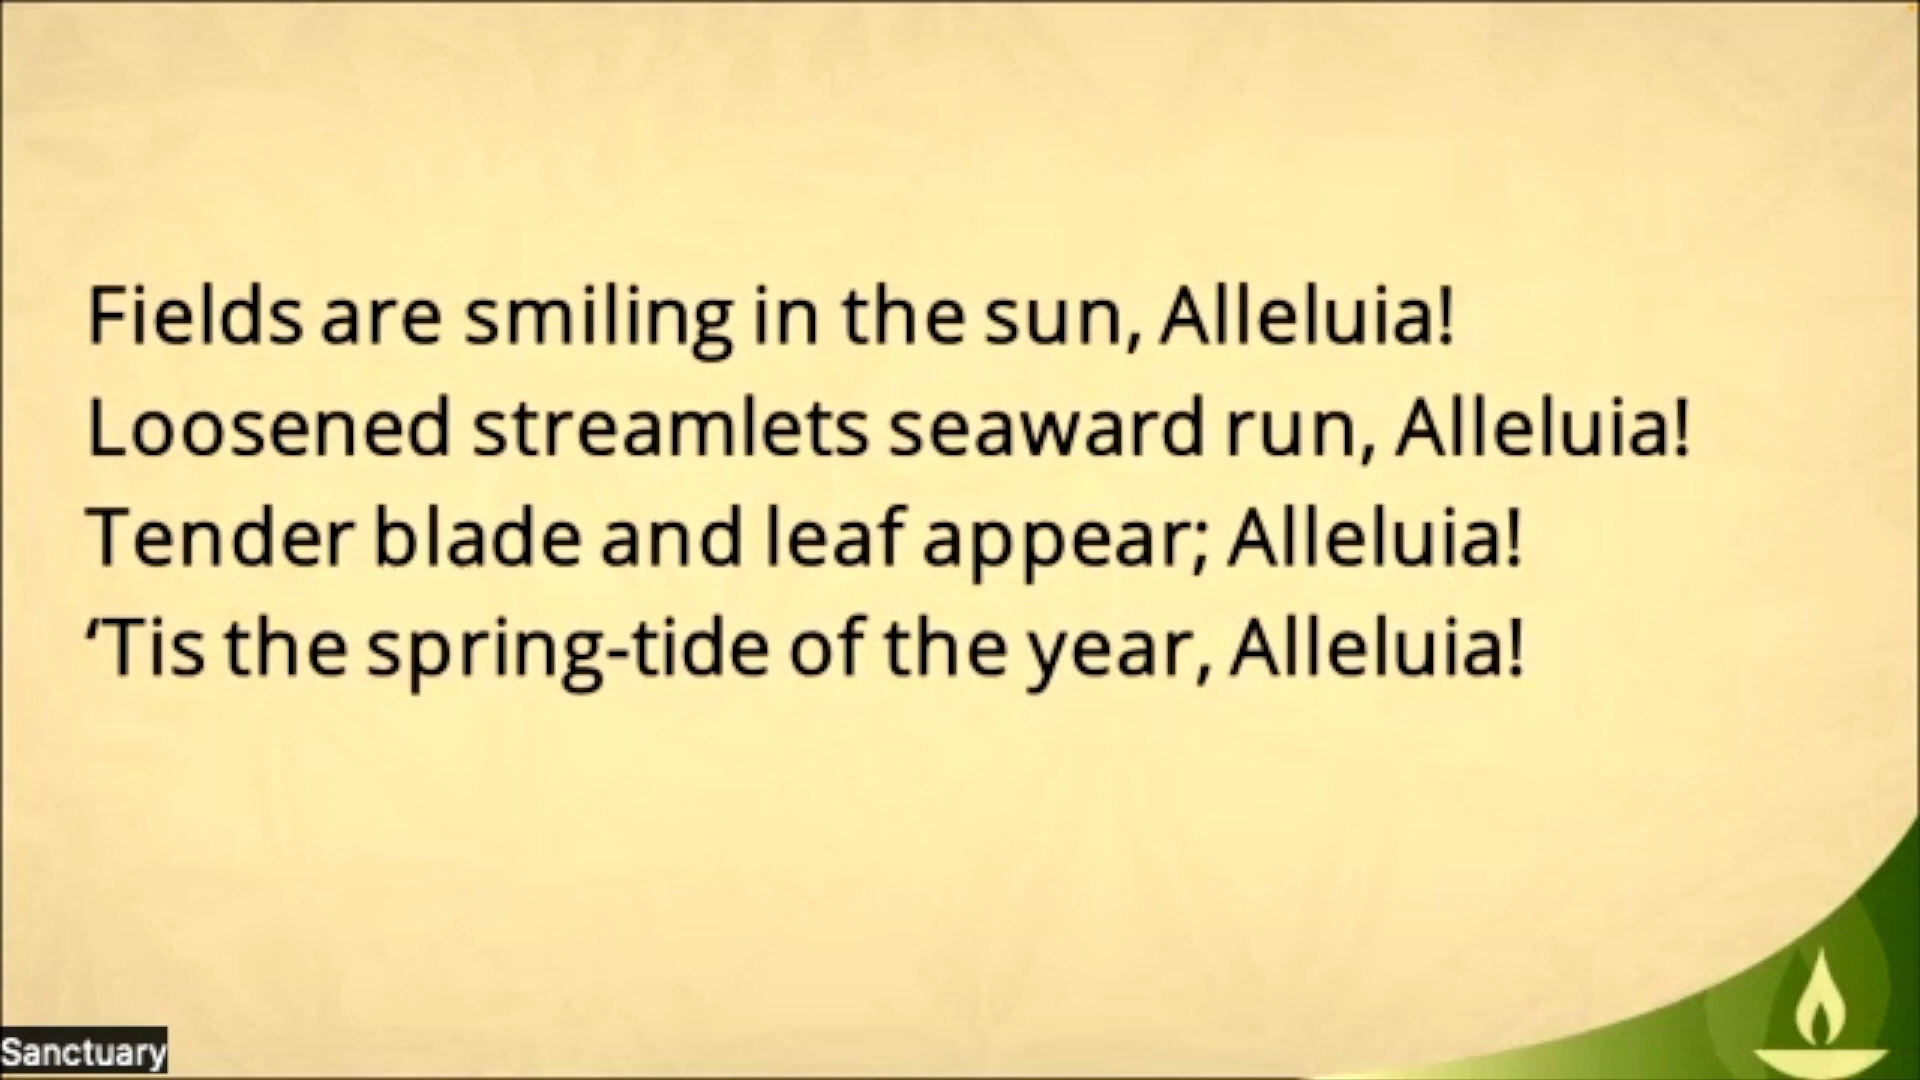 Fields are smiling in the sun, Alleluia!
Loosened streamlets seaward run, Alleluia!
Tender blade and leaf appear; Alleluia!
‘Tis the spring-tide of the year, Alleluia!
Sanctuary